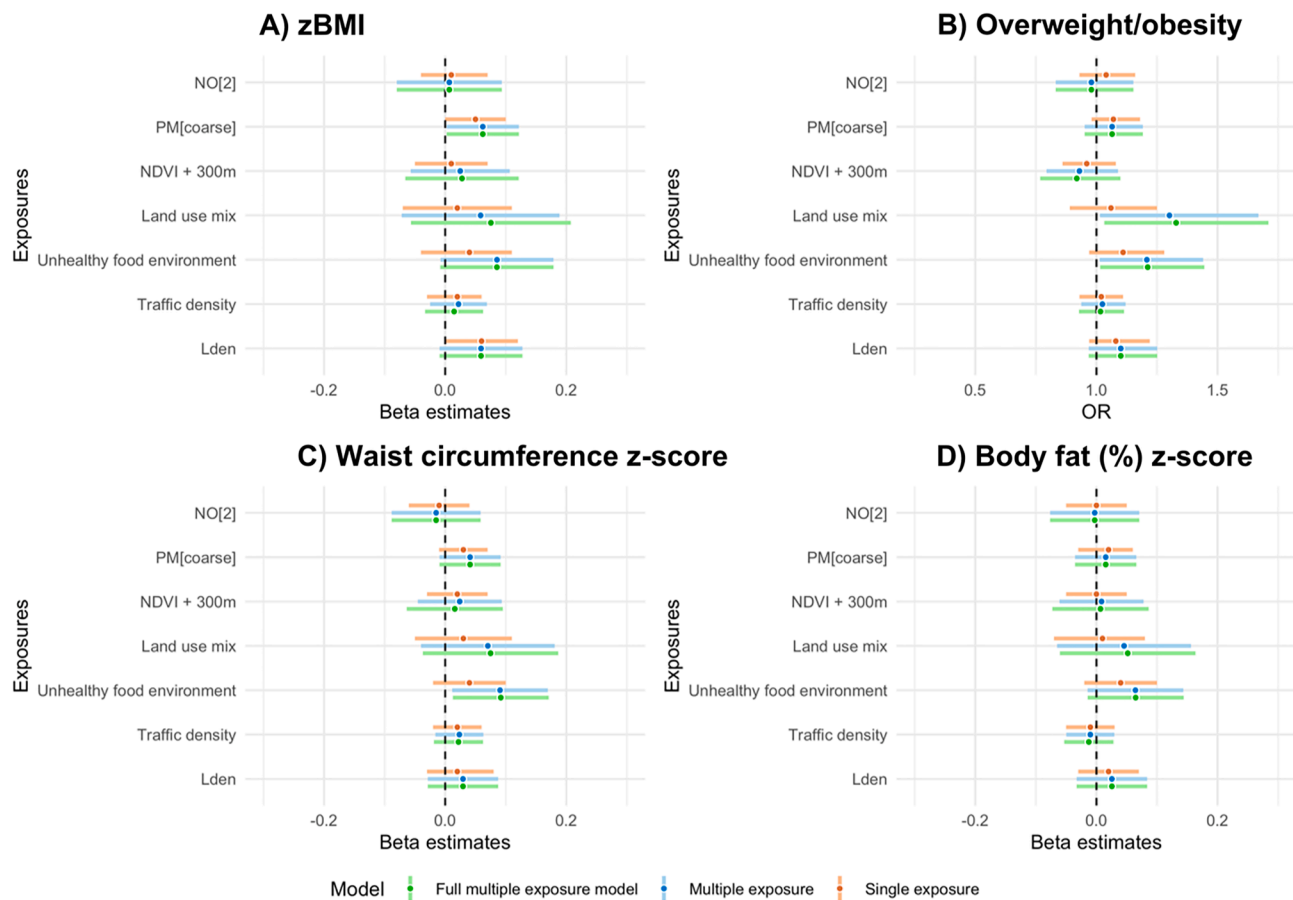 A) zBMI
Exposures
NO[2]
PM[coarse]
NDVI + 300m
Land use mix
Unhealthy food environment
Traffic density
Lden
-0.2 0.0 0.2
Beta estimates
B) Overweight/obesity
Exposures
NO[2]
PM[coarse]
NDVI + 300m
Land use mix
Unhealthy food environment
Traffic density
Lden
0.5 1.0 1.5
OR
C) Waist circumference z-score
Exposures
NO[2]
PM[coarse]
NDVI + 300m
Land use mix
Unhealthy food environment
Traffic density
Lden
-0.2 0.0 0.2
Beta estimates
D) Body fat (%) z-score
Exposures
NO[2]
PM[coarse]
NDVI + 300m
Land use mix
Unhealthy food environment
Traffic density
Lden
-0.2 0.0 0.2
Beta estimates
Model Full multiple exposure model Multiple exposure Single exposure